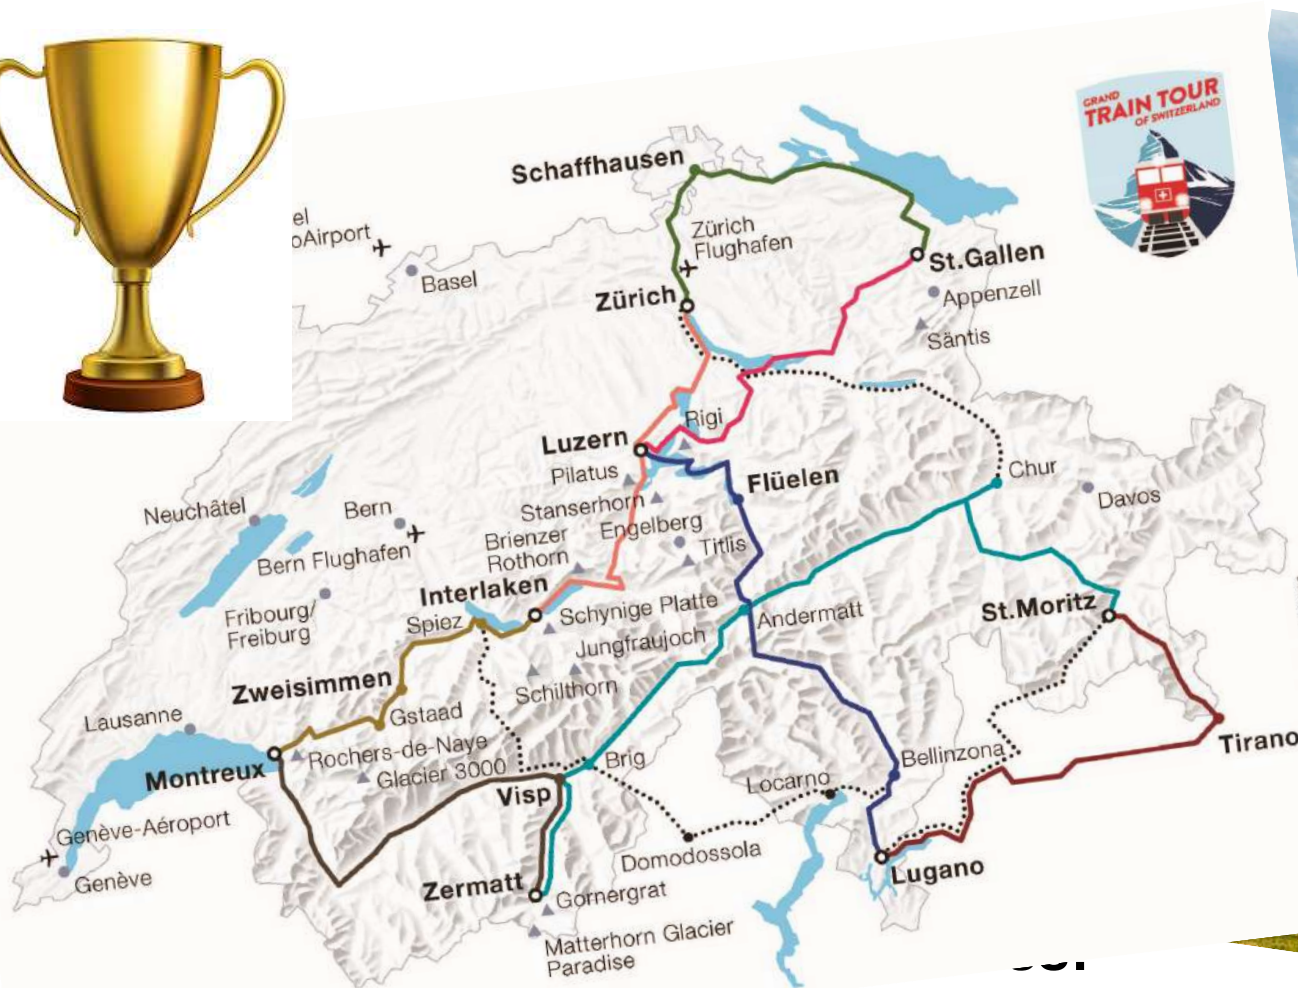 GRAND
TRAIN TOUR
OF SWITZERLAND
Schaffhausen
Zürich
Flughafen
St.Gallen
Basel
Appenzell
Zürich
Säntis
Rigi
Luzern
Pilatus
Flüelen
Chur
Davos
Stanserhorn
Neuchâtel
Bern
Engelberg
Brienzer
Rothorn
Titlis
Bern Flughafen
Interlaken
Schynige Platte
Andermatt
St.Moritz
Fribourg/
Freiburg
Spiez
Jungfraujoch
Schilthorn
Zweisimmen
Gstaad
Lausanne
Rochers-de-Naye
Glacier 3000
Montreux
Brig
Bellinzona
Tirano
Locarno
Visp
Genève-Aéroport
Domodossola
Lugano
Genève
Zermatt
Gornergrat
Matterhorn Glacier
Paradise